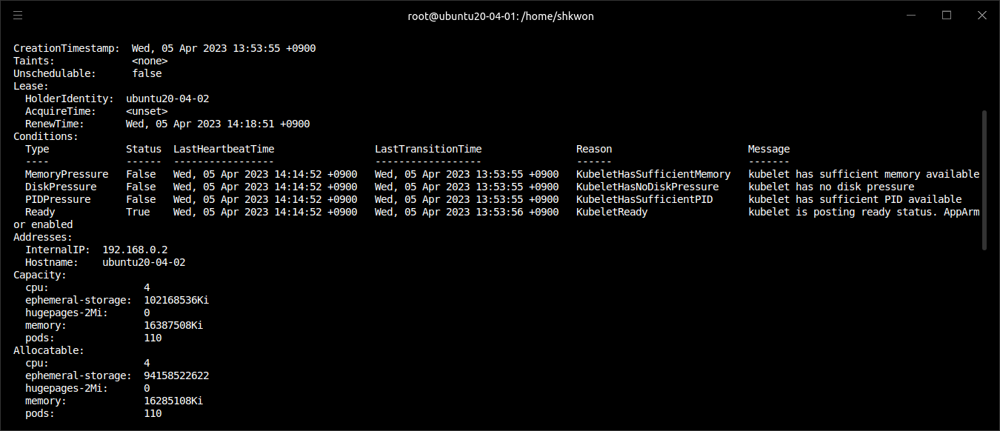 root@ubuntu20-04-01: /home/shkwon
CreationTimestamp:  Wed, 05 Apr 2023 13:53:55 +0900
Taints:             <none>
Unschedulable:      false
Lease:
  HolderIdentity:  ubuntu20-04-02
  AcquireTime:     <unset>
  RenewTime:       Wed, 05 Apr 2023 14:18:51 +0900
Conditions:
  Type             Status  LastHeartbeatTime                 LastTransitionTime                Reason                       Message
  ----             ------  -----------------                 ------------------                ------                       -------
  MemoryPressure   False   Wed, 05 Apr 2023 14:14:52 +0900   Wed, 05 Apr 2023 13:53:55 +0900   KubeletHasSufficientMemory   kubelet has sufficient memory available
  DiskPressure     False   Wed, 05 Apr 2023 14:14:52 +0900   Wed, 05 Apr 2023 13:53:55 +0900   KubeletHasNoDiskPressure     kubelet has no disk pressure
  PIDPressure      False   Wed, 05 Apr 2023 14:14:52 +0900   Wed, 05 Apr 2023 13:53:55 +0900   KubeletHasSufficientPID      kubelet has sufficient PID available
  Ready            True    Wed, 05 Apr 2023 14:14:52 +0900   Wed, 05 Apr 2023 13:53:56 +0900   KubeletReady                 kubelet is posting ready status. AppArm
or enabled
Addresses:
  InternalIP:  192.168.0.2
  Hostname:    ubuntu20-04-02
Capacity:
  cpu:                4
  ephemeral-storage:  102168536Ki
  hugepages-2Mi:      0
  memory:             16387508Ki
  pods:               110
Allocatable:
  cpu:                4
  ephemeral-storage:  94158522622
  hugepages-2Mi:      0
  memory:             16285108Ki
  pods:               110